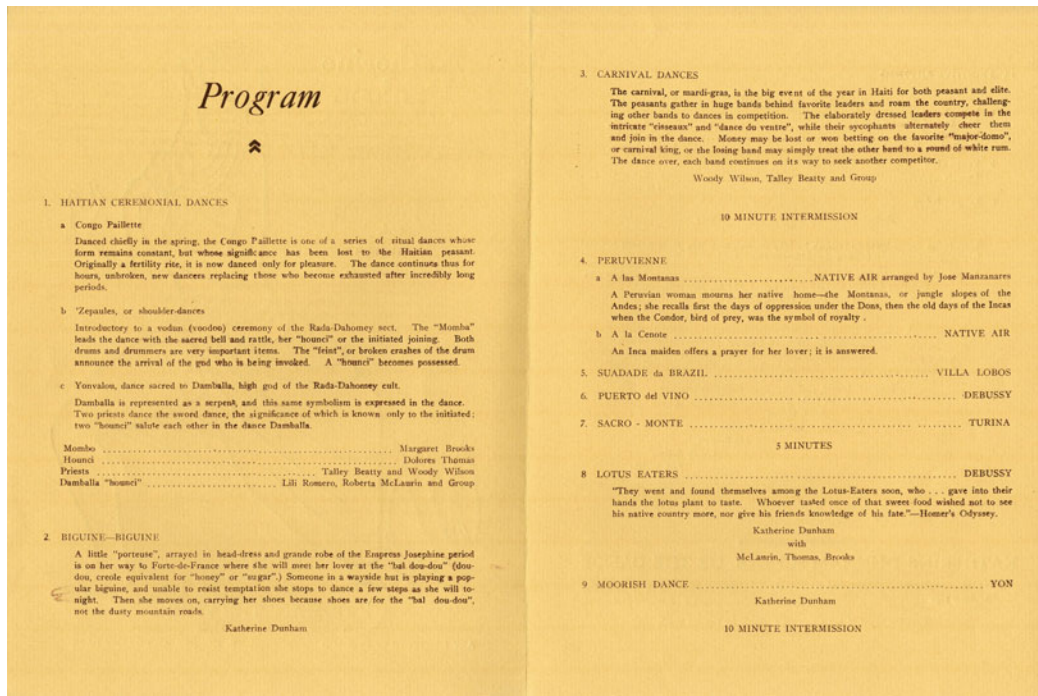 Program
1. HAITIAN CEREMONIAL DANCES
a Congo Paillette
Danced chiefly in the spring, the Congo Paillette is one of a series of situal dances whose
form remains constant, but whose significance has been lost to the Haitian peasant.
Originally a fertility rise, it is now danced only for pleasure. The dance continues thus for
hours, unbroken, new dancers replacing those who become exhausted after incredibly long
periods.
b 'Zepaules, or shoulder-dances
Introductory to a vodun (voodoo) ceremony of the Rada-Dahomey sect. The "Momba"
leads the dance with the sacred bell and rattle, her "hounci" or the initiated joining. Both
drums and drummers are very important items. The "feint", or broken crashes of the drum
announce the arrival of the god who is being invoked. A "hounci" becomes possessed.
c Yonvalou, dance sacred to Damballa, high god of the Rada-Dahomey cult.
Damballa is represented as a serpent, and this same symbolism is expressed in the dance.
Two priests dance the sword dance, the significance of which is known only to the initiated;
two "hounci" salute each other in the dance Damballa.
Mombo ........ Margaret Brooks
Hounci ........ Dolores Thomas
Priests ........ Talley Beatty and Woody Wilson
Damballa "hounci" ........ Lili Romero, Roberta McLaurin and Group
2. BIGUINE—BIGUINE
A little "porteuse", arrayed in head-dress and grande robe of the Empress Josephine period
is on her way to Forte-de-France where she will meet her lover at the "bal dou-dou" (dou-
dou, creole equivalent for "honey" or "sugar".) Someone in a wayside hut is playing a pop-
ular biguine, and unable to resist temptation she stops to dance a few steps as she will to-
night. Then she moves on, carrying her shoes because shoes are for the "bal dou-dou",
not the dusty mountain roads.
Katherine Dunham
3. CARNIVAL DANCES
The carnival, or mardi-gras, is the big event of the year in Haiti for both peasant and elite.
The peasants gather in huge bands behind favorite leaders and roam the country, challeng-
ing other bands to dances in competition. The elaborately dressed leaders compete in the
intricate "ciseaux" and "dance du ventre", while their sycophants alternately cheer them
and join in the dance. Money may be lost or won betting on the favorite "major-domo",
or carnival king, or the losing band may simply treat the other band to a round of white rum.
The dance over, each band continues on its way to seek another competitor.
Woody Wilson, Talley Beatty and Group
10 MINUTE INTERMISSION
4. PERUVIENNE
a A las Montanas ........ NATIVE AIR arranged by Jose Manzanares
A Peruvian woman mourns her native home—the Montanas, or jungle slopes of the
Andes; she recalls first the days of oppression under the Dons, then the old days of the Incas
when the Condor, bird of prey, was the symbol of royalty .
b A la Cenote ........ NATIVE AIR
An Inca maiden offers a prayer for her lover; it is answered.
5. SUADADE da BRAZIL ........ VILLA LOBOS
6. PUERTO del VINO ........ DEBUSSY
7. SACRO - MONTE ........ TURINA
5 MINUTES
8 LOTUS EATERS ........ DEBUSSY
"They went and found themselves among the Lotus-Eaters soon, who . . . gave into their
hands the lotus plant to taste. Whoever tasted once of that sweet food wished not to see
his native country more, nor give his friends knowledge of his fate."—Homer's Odyssey.
Katherine Dunham
with
McLaurin, Thomas, Brooks
9 MOORISH DANCE ........ YON
Katherine Dunham
10 MINUTE INTERMISSION